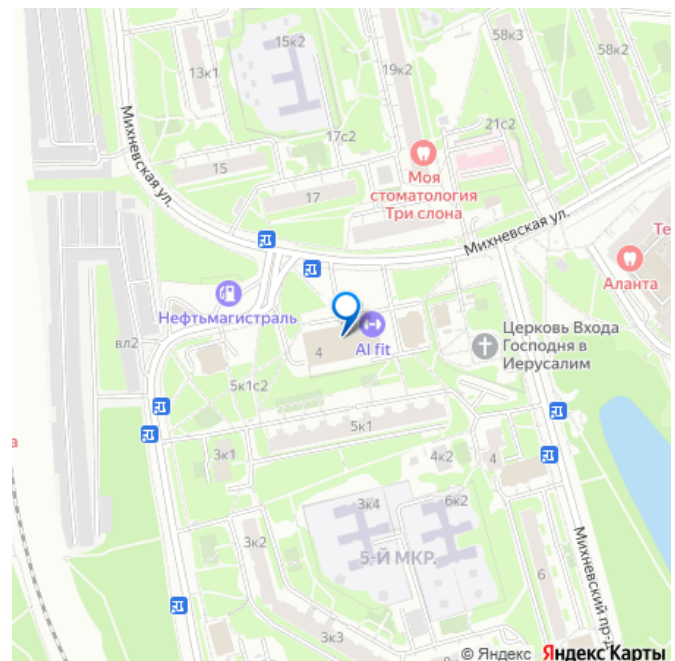 58к3
15к2
58к2
19к2
13к1
21с2
17с2
Михневская ул.
Моя
стоматология
Три слона
15
17
Михневская ул.
Те
Аланта
Нефтьмагистраль
Церковь Входа
Господня в
Иерусалим
вл2
4
AI fit
5к1с2
5к1
а
3к1
4к2
4
3к4
6к2
3к2
5-Й МКР.
6
Михневский пр-д
3к3
© Яндекс Яндекс Карты